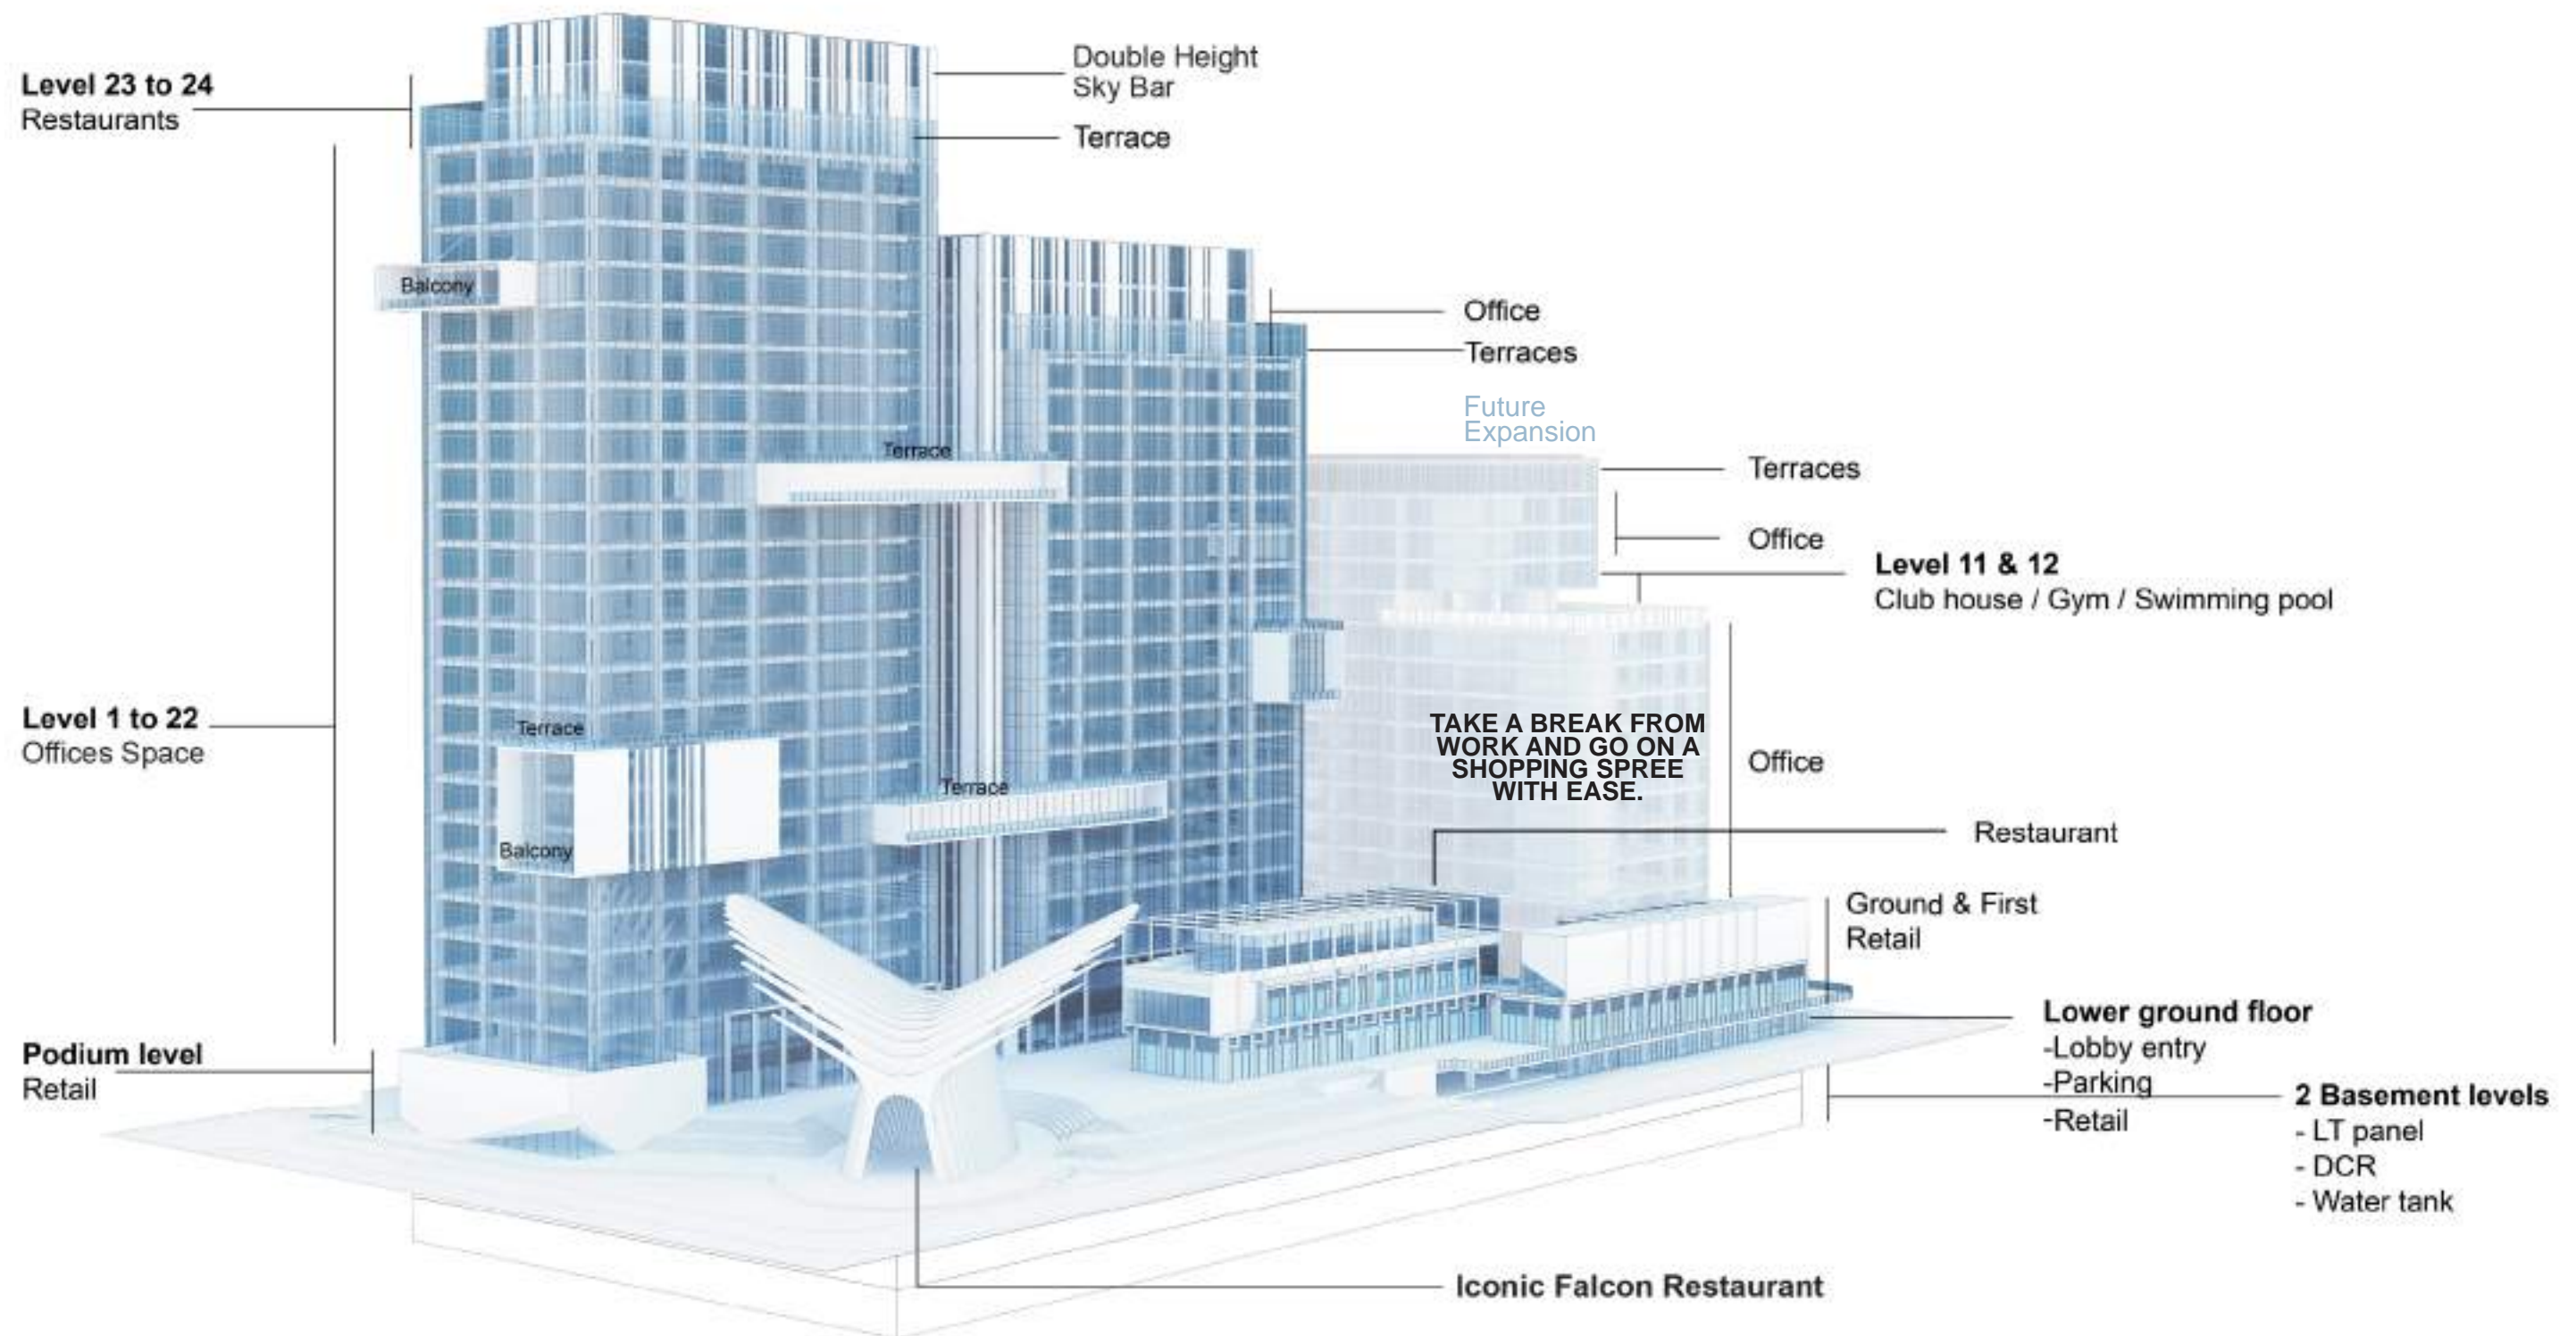 Level 23 to 24
Restaurants
Double Height
Sky Bar
Terrace
Balcony
Office
Terraces
Future
Expansion
Terrace
Terraces
Office
Level 11 & 12
Club house / Gym / Swimming pool
Level 1 to 22
Offices Space
Terrace
Balcony
Terrace
TAKE A BREAK FROM
WORK AND GO ON A
SHOPPING SPREE
WITH EASE.
Office
Restaurant
Ground & First
Retail
Podium level
Retail
Lower ground floor
-Lobby entry
-Parking
-Retail
2 Basement levels
- LT panel
- DCR
- Water tank
Iconic Falcon Restaurant